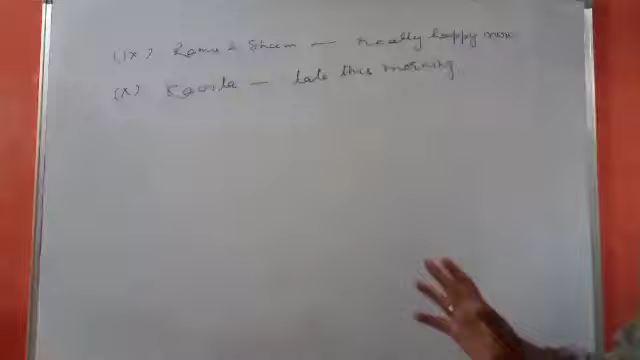 (ix) Ramu & Sham — really happy now
(x) Kavita — late this morning